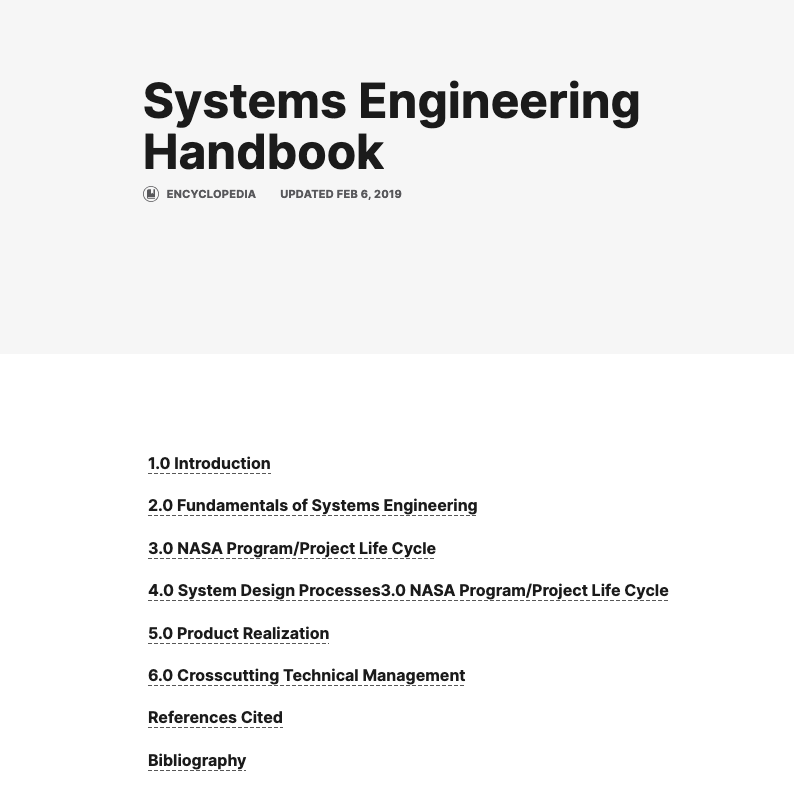 Systems Engineering
Handbook
ENCYCLOPEDIA UPDATED FEB 6, 2019
1.0 Introduction
2.0 Fundamentals of Systems Engineering
3.0 NASA Program/Project Life Cycle
4.0 System Design Processes3.0 NASA Program/Project Life Cycle
5.0 Product Realization
6.0 Crosscutting Technical Management
References Cited
Bibliography